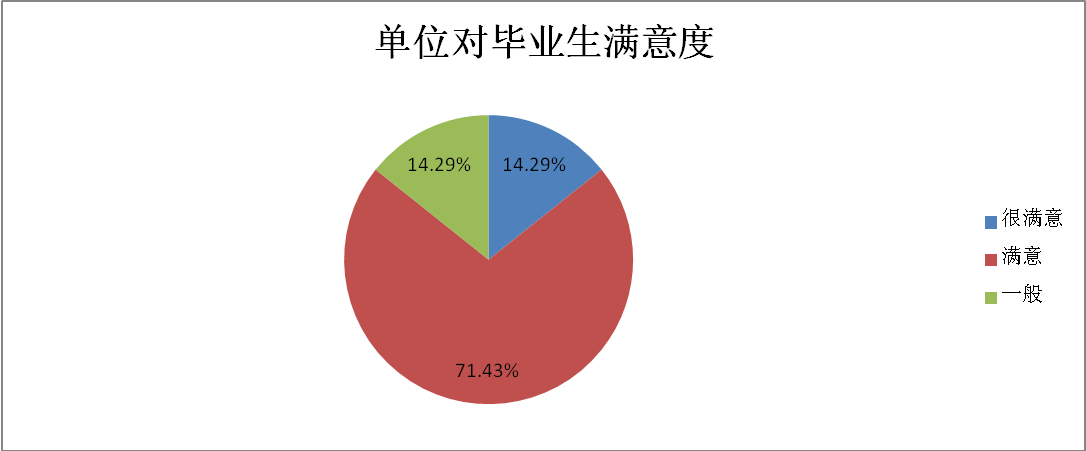 单位对毕业生满意度
14.29%
14.29%
71.43%
很满意
满意
一般